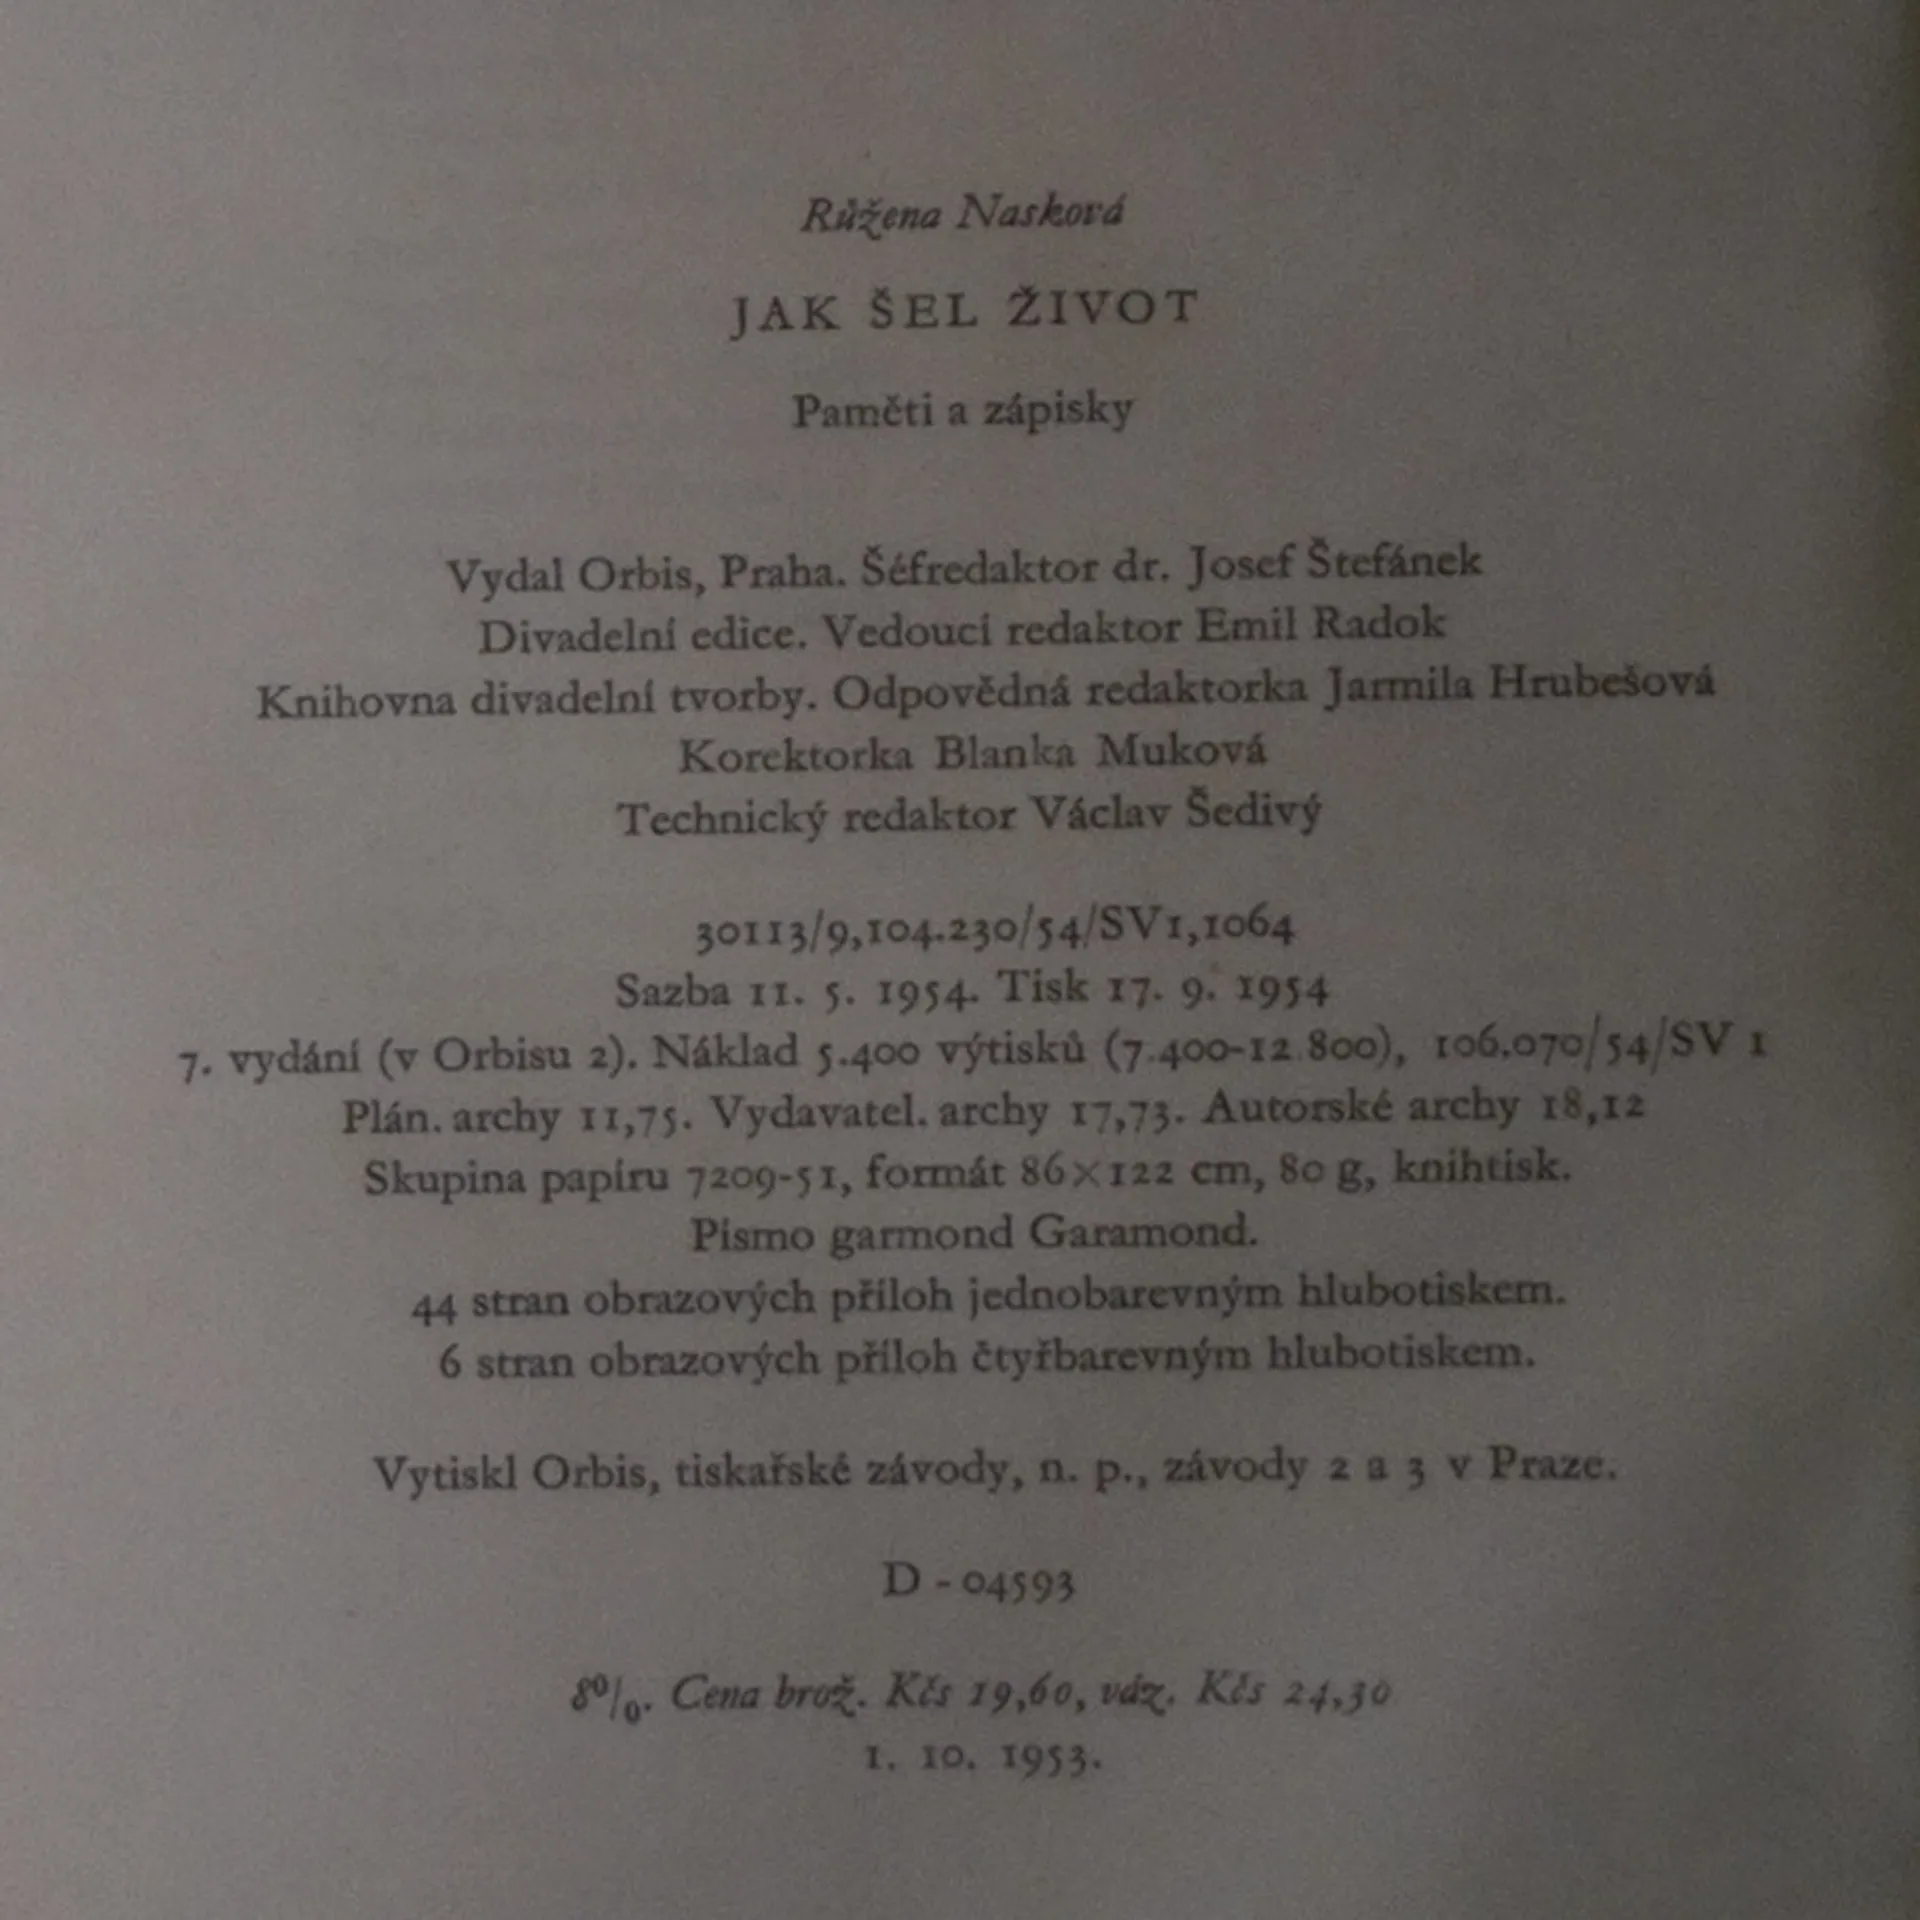 Růžena Nasková
JAK ŠEL ŽIVOT
Paměti a zápisky
Vydal Orbis, Praha. Šéfredaktor dr. Josef Štefánek
Divadelní edice. Vedoucí redaktor Emil Radok
Knihovna divadelní tvorby. Odpovědná redaktorka Jarmila Hrubešová
Korektorka Blanka Muková
Technický redaktor Václav Šedivý
30113/9,104.230/54/SV1,1064
Sazba 11. 5. 1954. Tisk 17. 9. 1954
7. vydání (v Orbisu 2). Náklad 5.400 výtisků (7.400-12.800), 106.070/54/SV 1
Plán. archy 11,75. Vydavatel. archy 17,73. Autorské archy 18,12
Skupina papíru 7209-51, formát 86×122 cm, 80 g, knihtisk.
Písmo garmond Garamond.
44 stran obrazových příloh jednobarevným hlubotiskem.
6 stran obrazových příloh čtyřbarevným hlubotiskem.
Vytiskl Orbis, tiskařské závody, n. p., závody 2 a 3 v Praze.
D - 04593
8%. Cena brož. Kčs 19,60, váz. Kčs 24,30
1. 10. 1953.